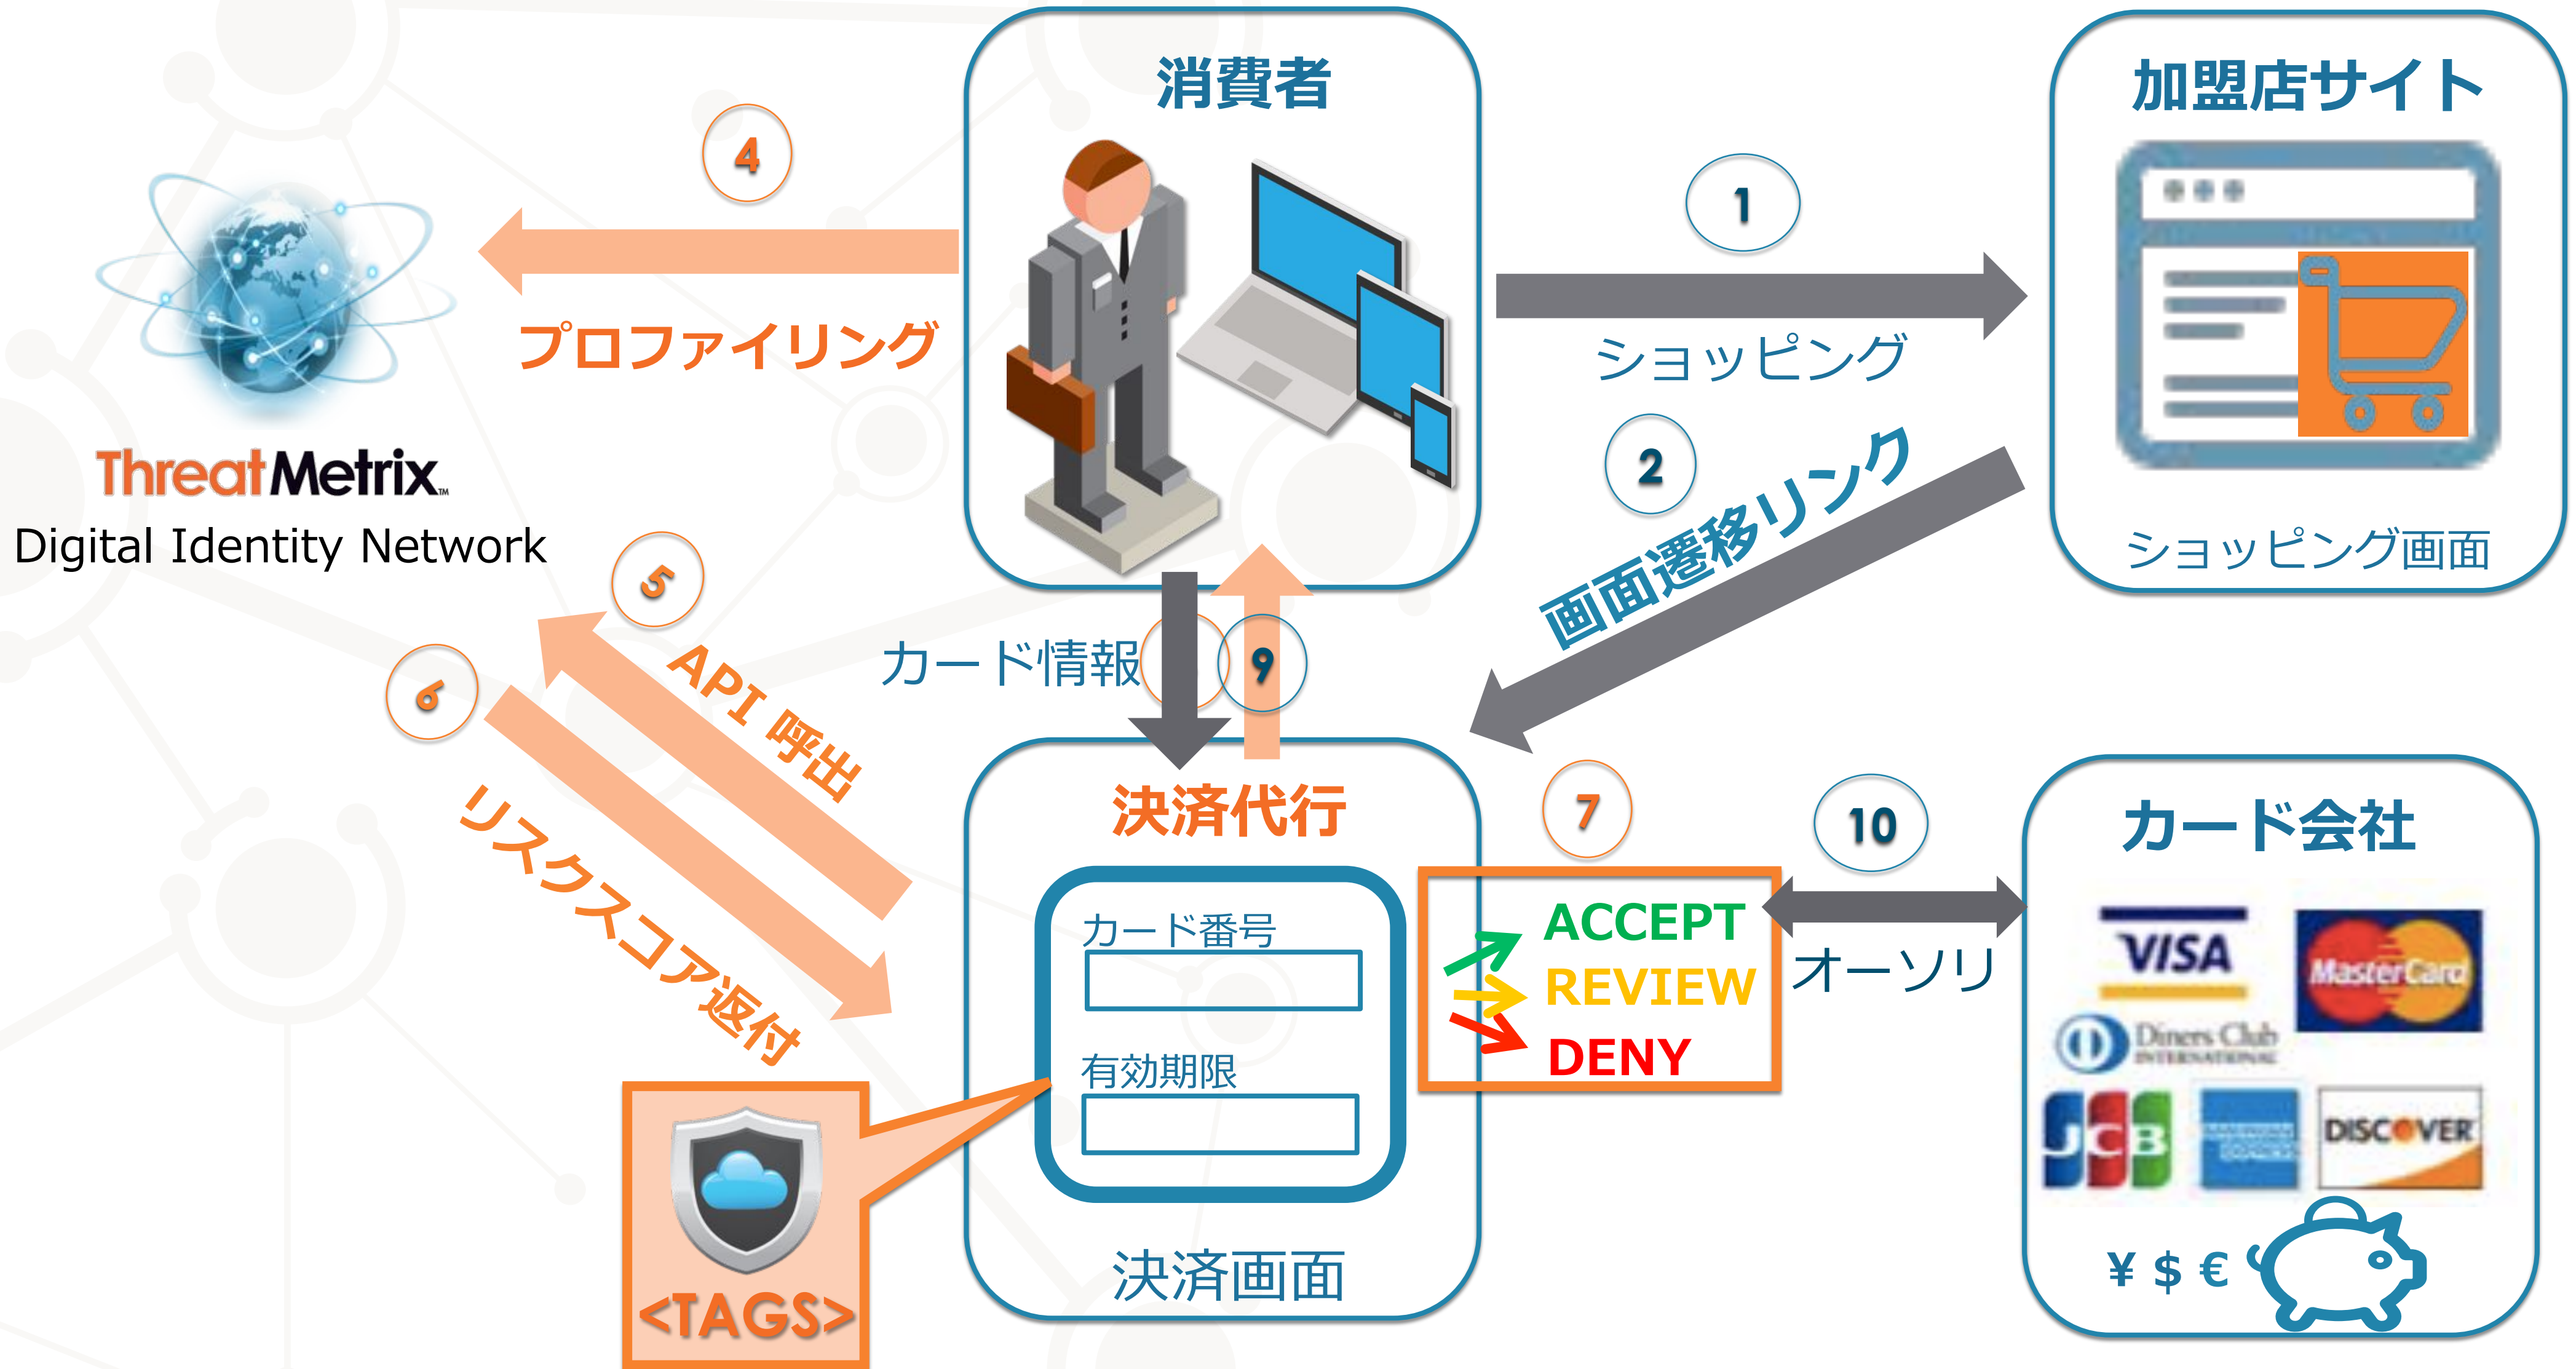 消費者
加盟店サイト
4
1
プロファイリング
ショッピング
ThreatMetrix™
Digital Identity Network
2
画面遷移リンク
ショッピング画面
5
API 呼出
6
リスクスコア返付
カード情報
9
決済代行
7
10
カード会社
カード番号
ACCEPT
REVIEW
DENY
オーソリ
有効期限
VISA
MasterCard
Diners Club
INTERNATIONAL
JCB
AMERICAN
EXPRESS
DISCOVER
<TAGS>
決済画面
¥ $ €